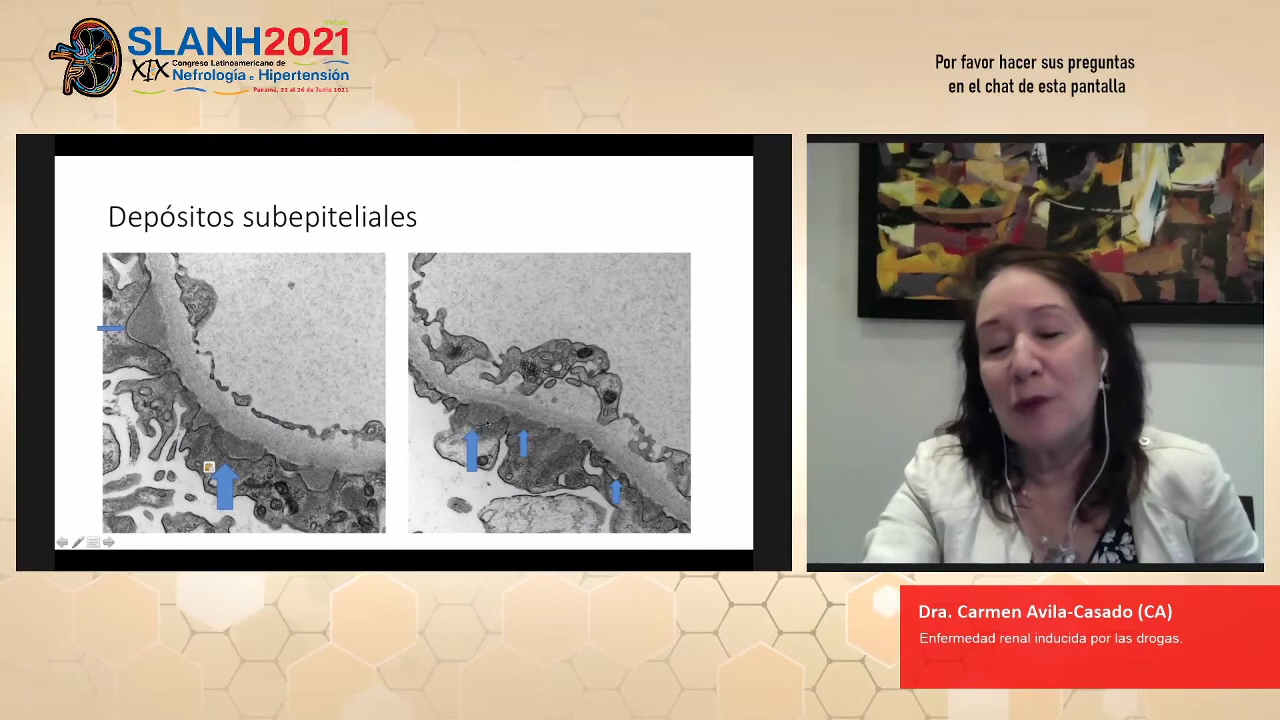 Virtual
SLANH2021
XIX Congreso Latinoamericano de
Nefrología e Hipertensión
Panamá, 23 al 26 de Junio 2021
Por favor hacer sus preguntas
en el chat de esta pantalla
Depósitos subepiteliales
Dra. Carmen Avila-Casado (CA)
Enfermedad renal inducida por las drogas.